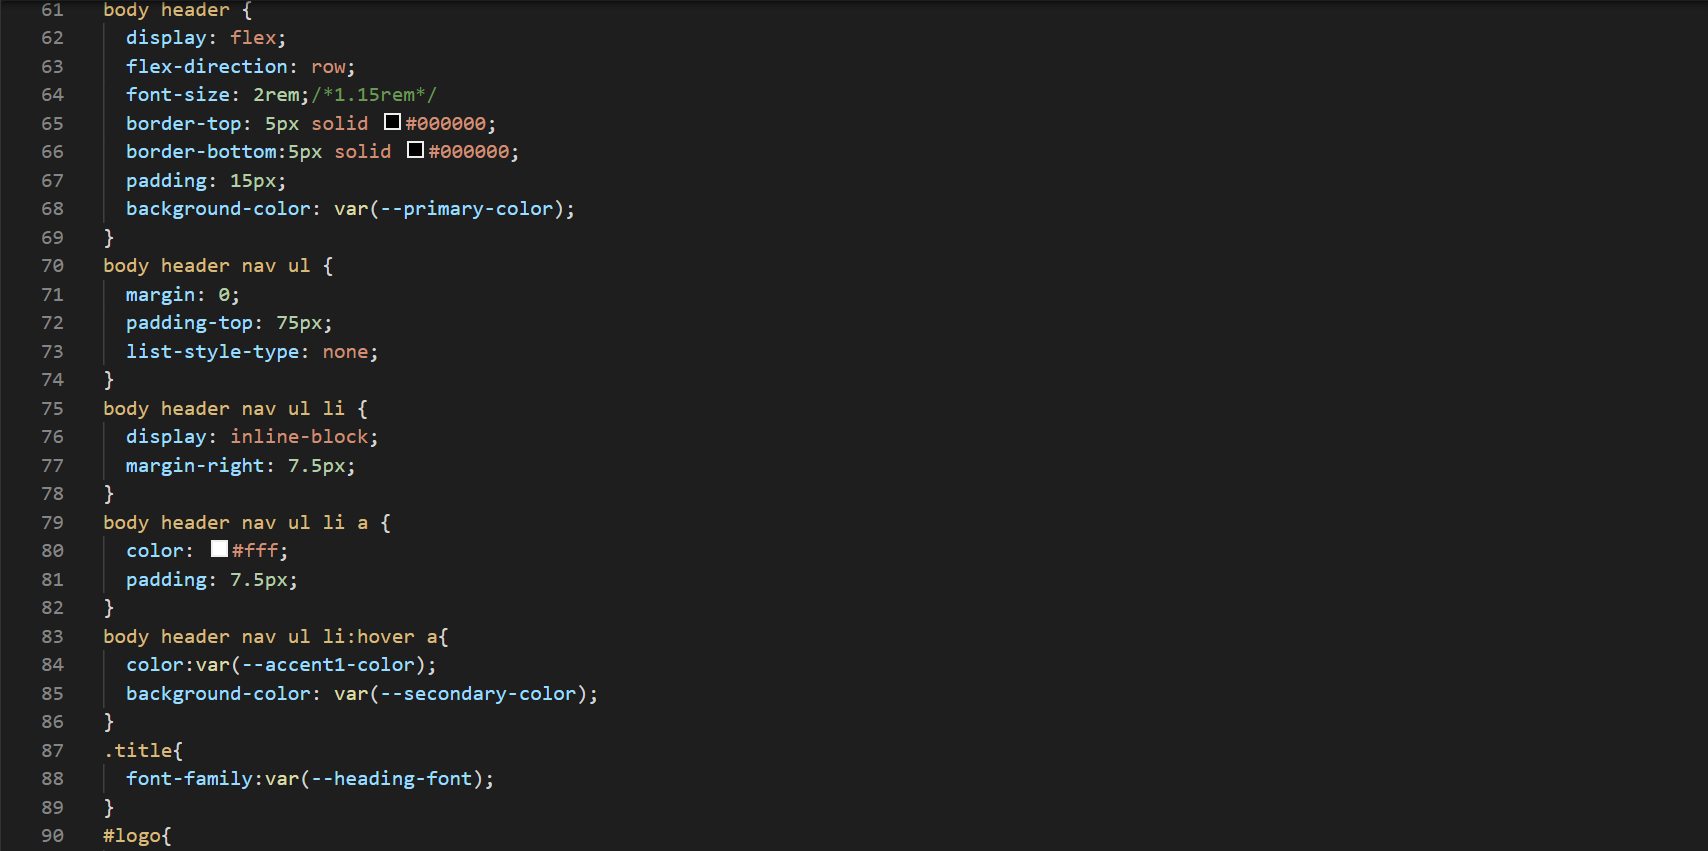 61 body header {
62 display: flex;
63 flex-direction: row;
64 font-size: 2rem;/*1.15rem*/
65 border-top: 5px solid #000000;
66 border-bottom:5px solid #000000;
67 padding: 15px;
68 background-color: var(--primary-color);
69 }
70 body header nav ul {
71 margin: 0;
72 padding-top: 75px;
73 list-style-type: none;
74 }
75 body header nav ul li {
76 display: inline-block;
77 margin-right: 7.5px;
78 }
79 body header nav ul li a {
80 color: #fff;
81 padding: 7.5px;
82 }
83 body header nav ul li:hover a{
84 color:var(--accent1-color);
85 background-color: var(--secondary-color);
86 }
87 .title{
88 font-family:var(--heading-font);
89 }
90 #logo{